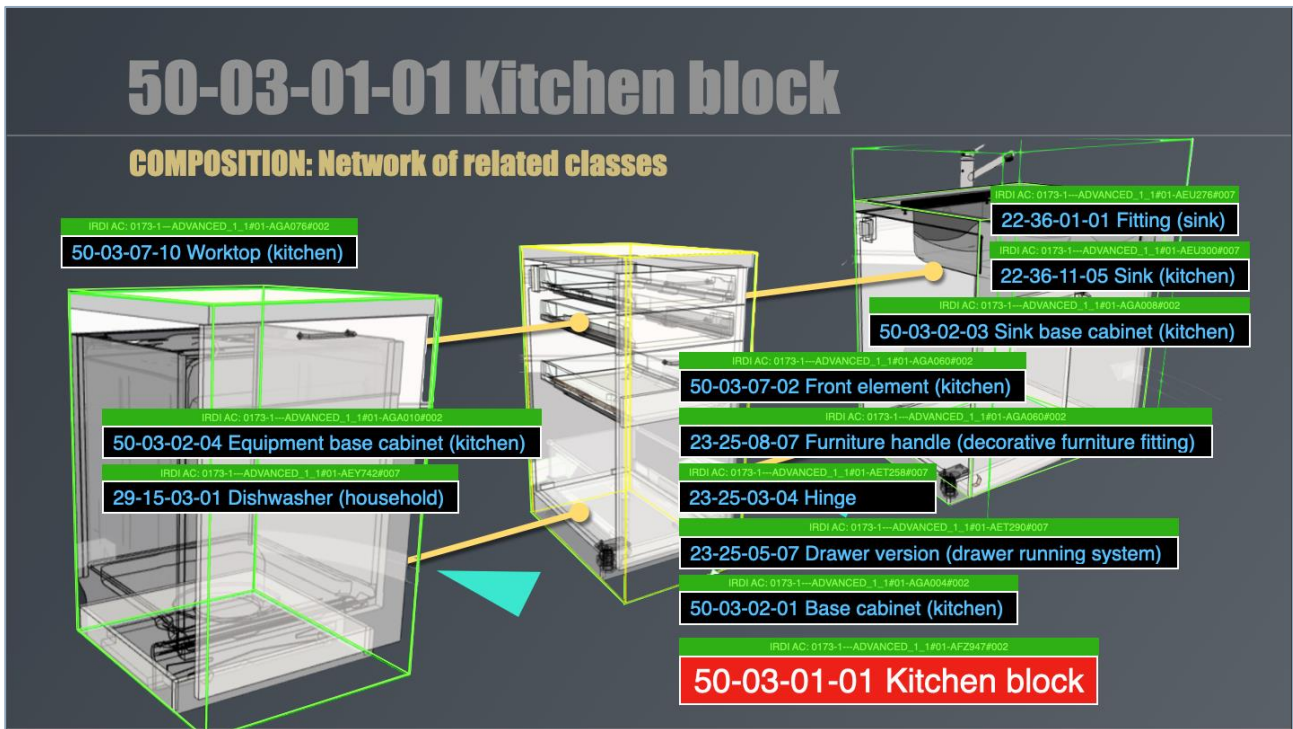 50-03-01-01 Kitchen block
COMPOSITION: Network of related classes
IRDI AC: 0173-1---ADVANCED_1_1#01-AGA076#002
50-03-07-10 Worktop (kitchen)
IRDI AC: 0173-1---ADVANCED_1_1#01-AEU276#007
22-36-01-01 Fitting (sink)
IRDI AC: 0173-1---ADVANCED_1_1#01-AEU300#007
22-36-11-05 Sink (kitchen)
IRDI AC: 0173-1---ADVANCED_1_1#01-AGA008#002
50-03-02-03 Sink base cabinet (kitchen)
IRDI AC: 0173-1---ADVANCED_1_1#01-AGA060#002
50-03-07-02 Front element (kitchen)
IRDI AC: 0173-1---ADVANCED_1_1#01-AGA010#002
50-03-02-04 Equipment base cabinet (kitchen)
IRDI AC: 0173-1---ADVANCED_1_1#01-AGA060#002
23-25-08-07 Furniture handle (decorative furniture fitting)
IRDI AC: 0173-1---ADVANCED_1_1#01-AEY742#007
29-15-03-01 Dishwasher (household)
IRDI AC: 0173-1---ADVANCED_1_1#01-AET258#007
23-25-03-04 Hinge
IRDI AC: 0173-1---ADVANCED_1_1#01-AET290#007
23-25-05-07 Drawer version (drawer running system)
IRDI AC: 0173-1---ADVANCED_1_1#01-AGA004#002
50-03-02-01 Base cabinet (kitchen)
IRDI AC: 0173-1---ADVANCED_1_1#01-AFZ947#002
50-03-01-01 Kitchen block